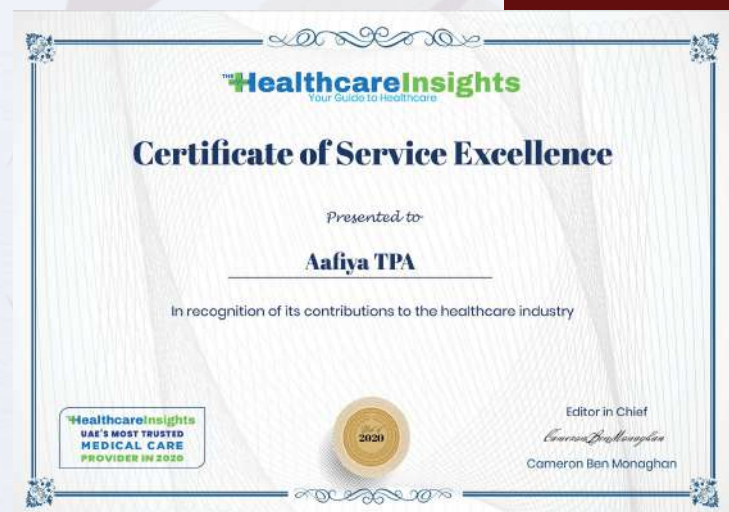 THE HealthcareInsights
Your Guide to Healthcare
Certificate of Service Excellence
Presented to
Aafiya TPA
In recognition of its contributions to the healthcare industry
THE HealthcareInsights
UAE'S MOST TRUSTED
MEDICAL CARE
PROVIDER IN 2020
2020
Editor in Chief
Cameron Ben Monaghan
Cameron Ben Monaghan